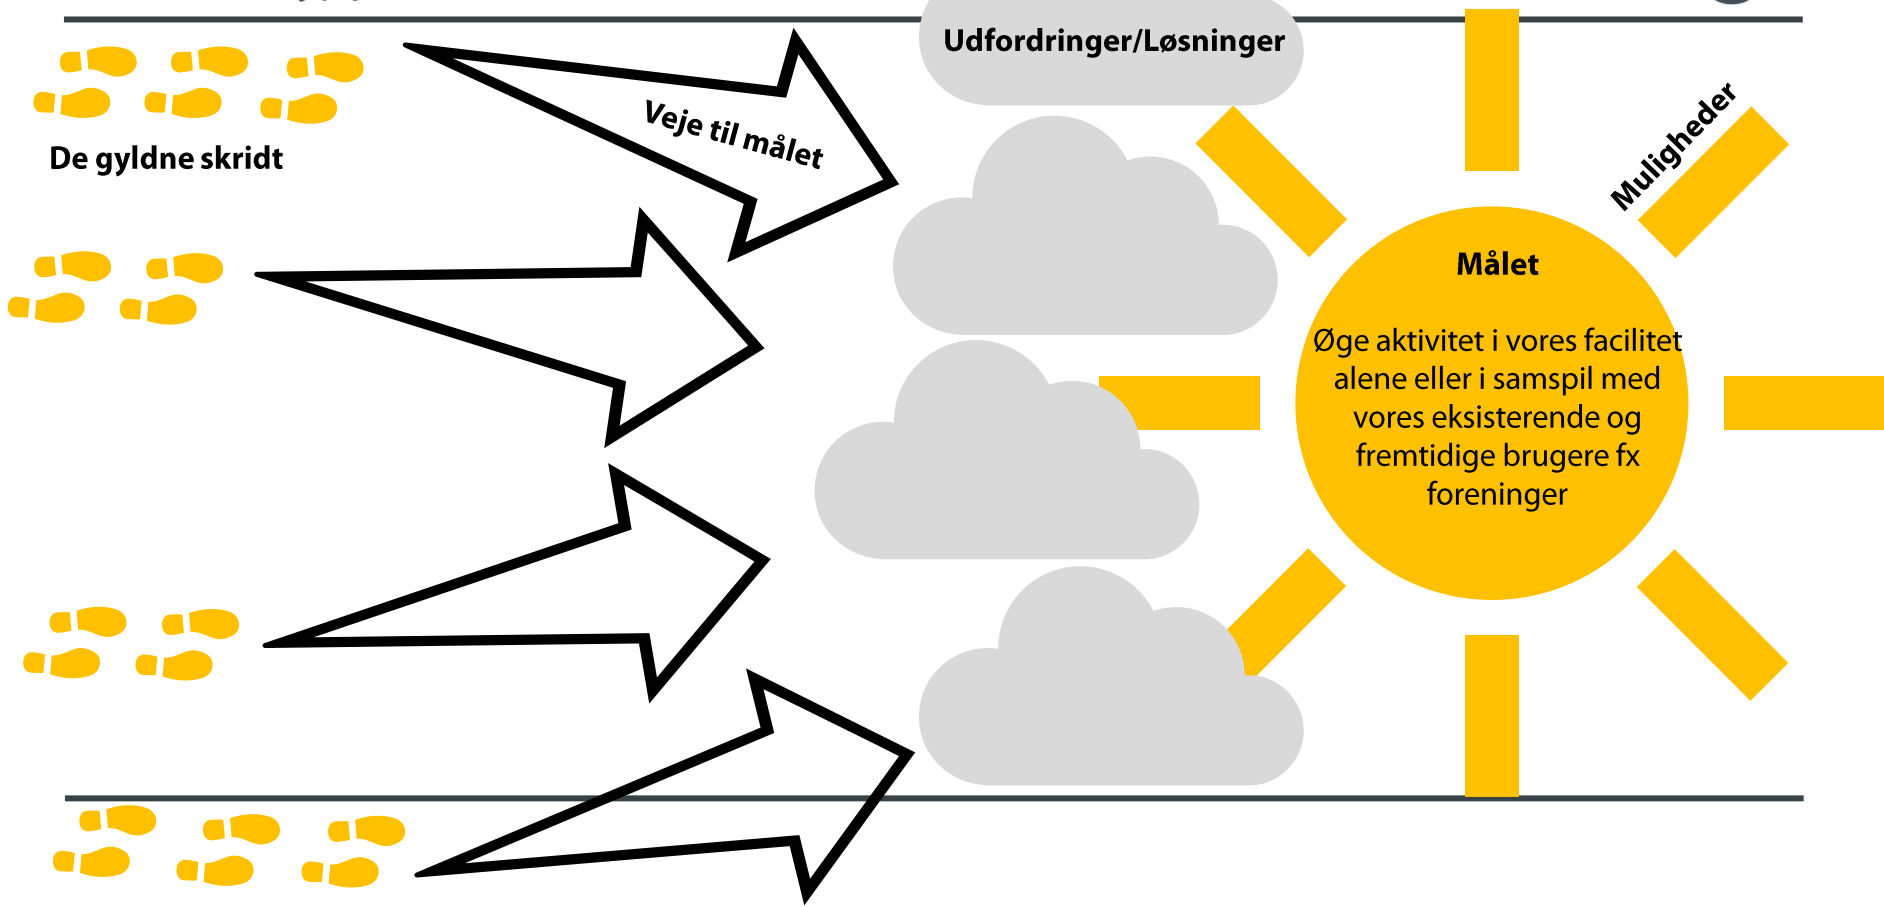 Udfordringer/Løsninger
Veje til målet
De gyldne skridt
Muligheder
Målet
Øge aktivitet i vores facilitet
alene eller i samspil med
vores eksisterende og
fremtidige brugere fx
foreninger